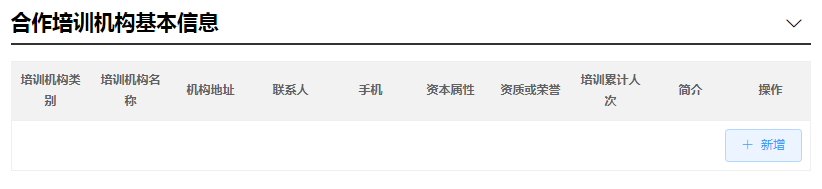 合作培训机构基本信息
培训机构类别
培训机构名称
机构地址
联系人
手机
资本属性
资质或荣誉
培训累计人次
简介
操作
+ 新增